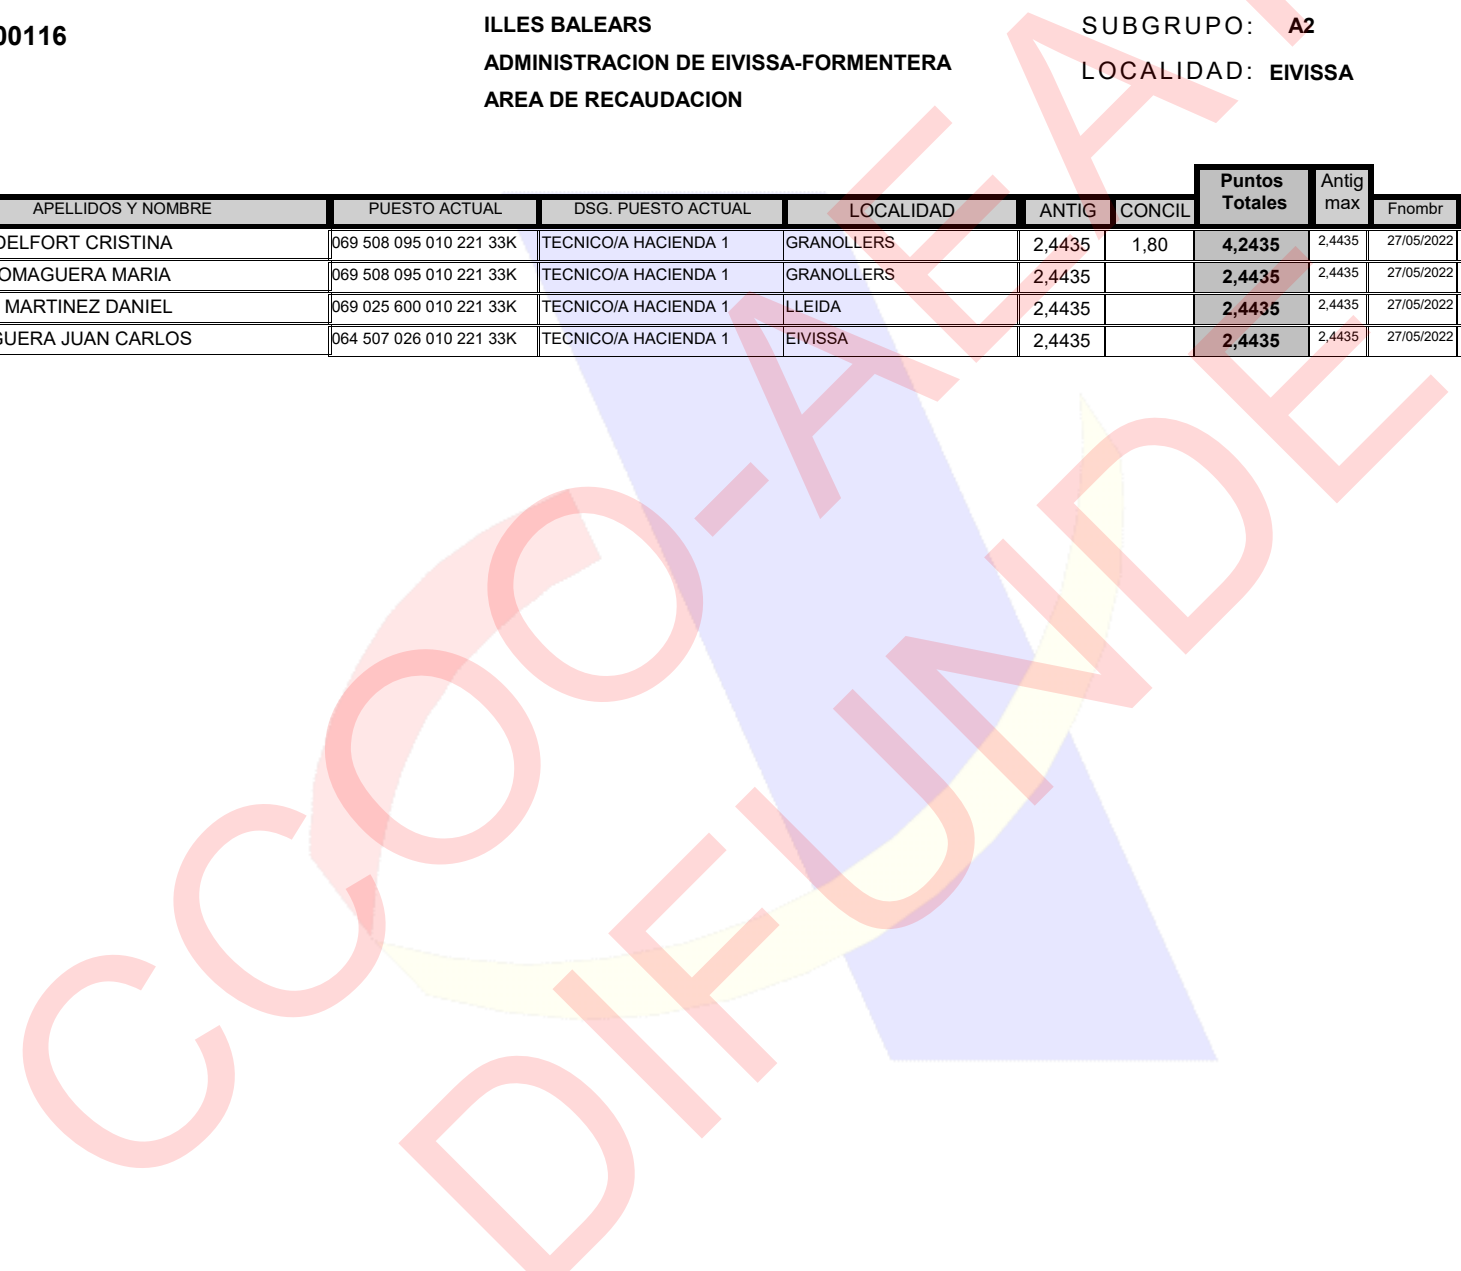 00116
ILLES BALEARS
ADMINISTRACION DE EIVISSA-FORMENTERA
AREA DE RECAUDACION
SUBGRUPO: A2
LOCALIDAD: EIVISSA
APELLIDOS Y NOMBRE PUESTO ACTUAL DSG. PUESTO ACTUAL LOCALIDAD ANTIG CONCIL Puntos Totales Antig max Fnombr
DELFORT CRISTINA 069 508 095 010 221 33K TECNICO/A HACIENDA 1 GRANOLLERS 2,4435 1,80 4,2435 2,4435 27/05/2022
OMAGUERA MARIA 069 508 095 010 221 33K TECNICO/A HACIENDA 1 GRANOLLERS 2,4435 2,4435 2,4435 27/05/2022
MARTINEZ DANIEL 069 025 600 010 221 33K TECNICO/A HACIENDA 1 LLEIDA 2,4435 2,4435 2,4435 27/05/2022
GUERA JUAN CARLOS 064 507 026 010 221 33K TECNICO/A HACIENDA 1 EIVISSA 2,4435 2,4435 2,4435 27/05/2022
CCOO-AEAT
DIFUNDE